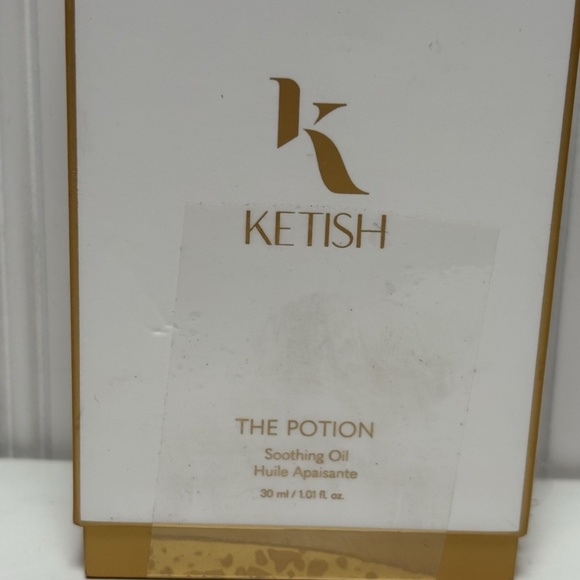 K
KETISH
THE POTION
Soothing Oil
Huile Apaisante
30 ml / 1.01 fl. oz.